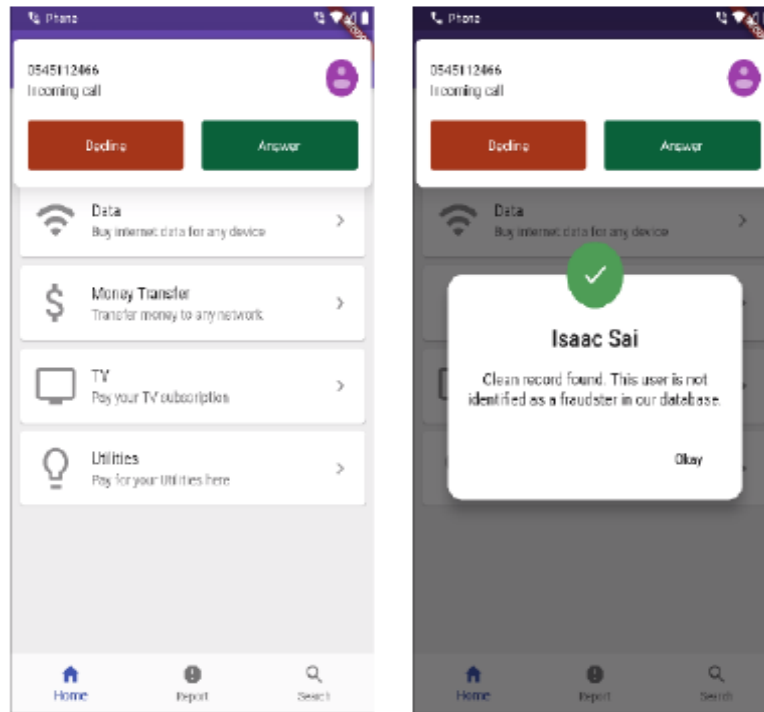 Phone
0545112466
Incoming call
Decline
Answer
Data
Buy internet data for any device
Money Transfer
Transfer money to any network
TV
Pay your TV subscription
Utilities
Pay for your Utilities here
Home
Report
Search
Phone
0545112466
Incoming call
Decline
Answer
Data
Buy internet data for any device
Isaac Sai
Clean record found. This user is not
identified as a fraudster in our database.
Okay
Home
Report
Search